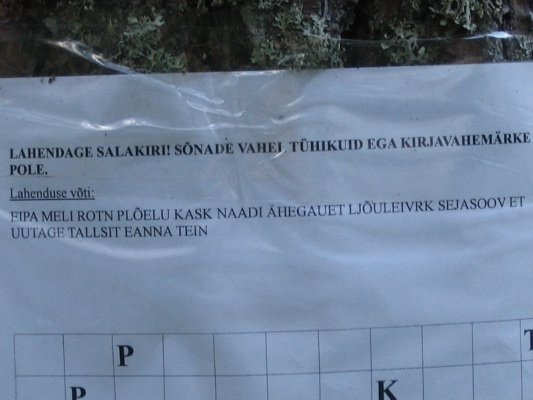 LAHENDAGE SALAKIRI! SÕNADE VAHEL TÜHIKUID EGA KIRJAVAHEMÄRKE
POLE.
Lahenduse võti:
EIPA MELI ROTN PLÕELU KASK NAADI ÄHEGAUET LJÕULEIVRK SEJASOOV ET
UUTAGE TALLSIT EANNA TEIN
P T
P K